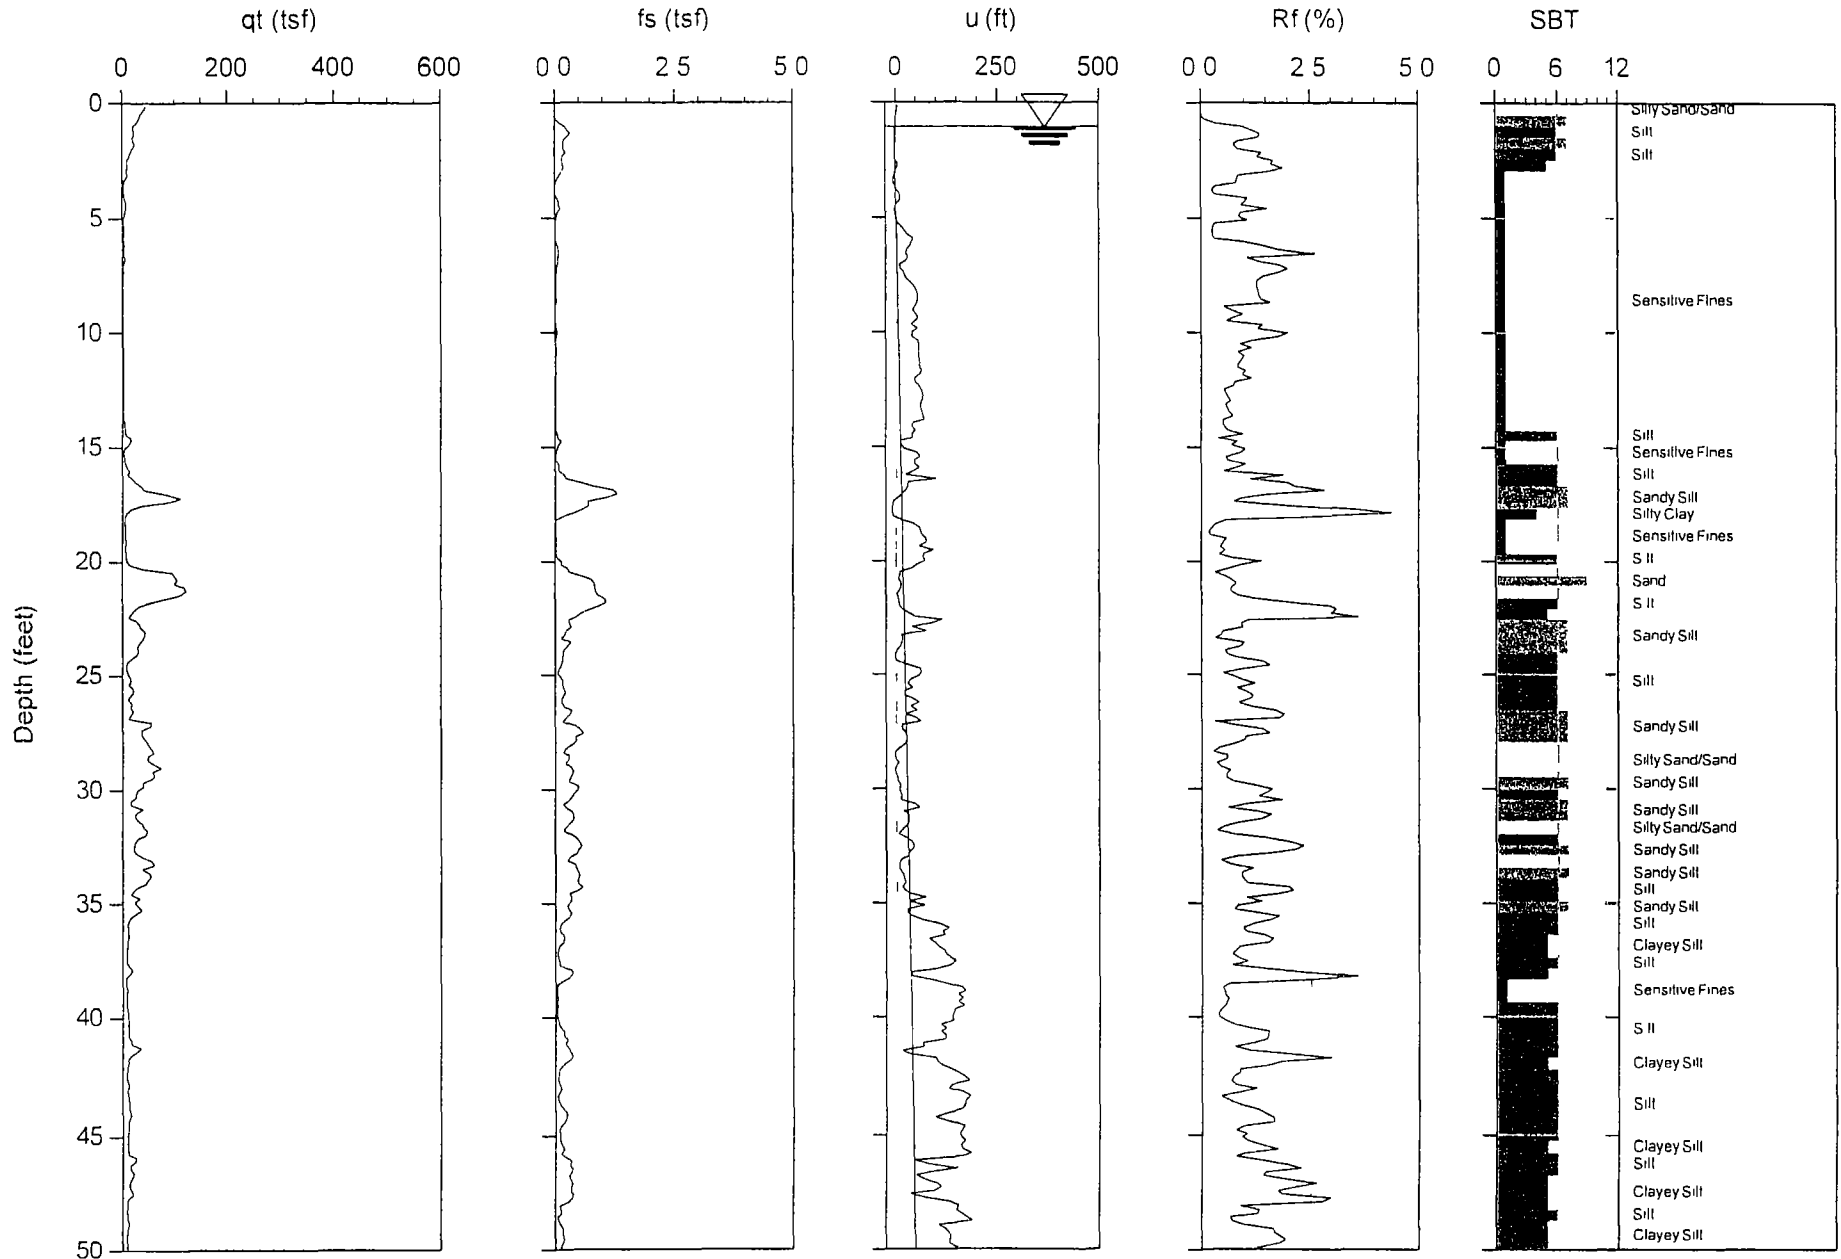 qt (tsf) fs (tsf) u (ft) Rf (%) SBT
0 200 400 600 0 0 2 5 5 0 0 250 500 0 0 2 5 5 0 0 6 12
0
Silty Sand/Sand
Silt
Silt
5
Sensitive Fines
10
15
Silt
Sensitive Fines
Silt
Sandy Silt
Silty Clay
Sensitive Fines
20
Silt
Sand
Silt
Sandy Silt
Depth (feet)
25
Silt
Sandy Silt
Silty Sand/Sand
30
Sandy Silt
Sandy Silt
Silty Sand/Sand
Sandy Silt
Sandy Silt
Silt
35
Sandy Silt
Silt
Clayey Silt
Silt
Sensitive Fines
40
Silt
Clayey Silt
Silt
45
Clayey Silt
Silt
Clayey Silt
Silt
Clayey Silt
50